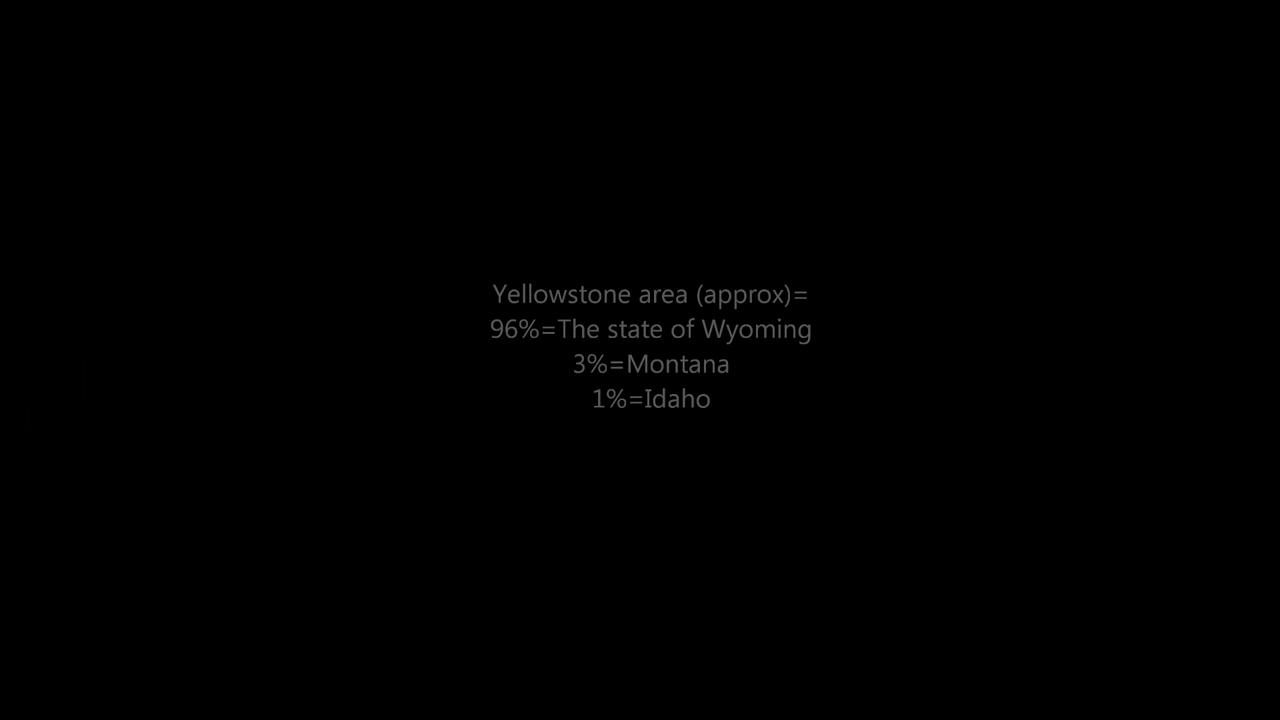 Yellowstone area (approx)=
96%=The state of Wyoming
3%=Montana
1%=Idaho